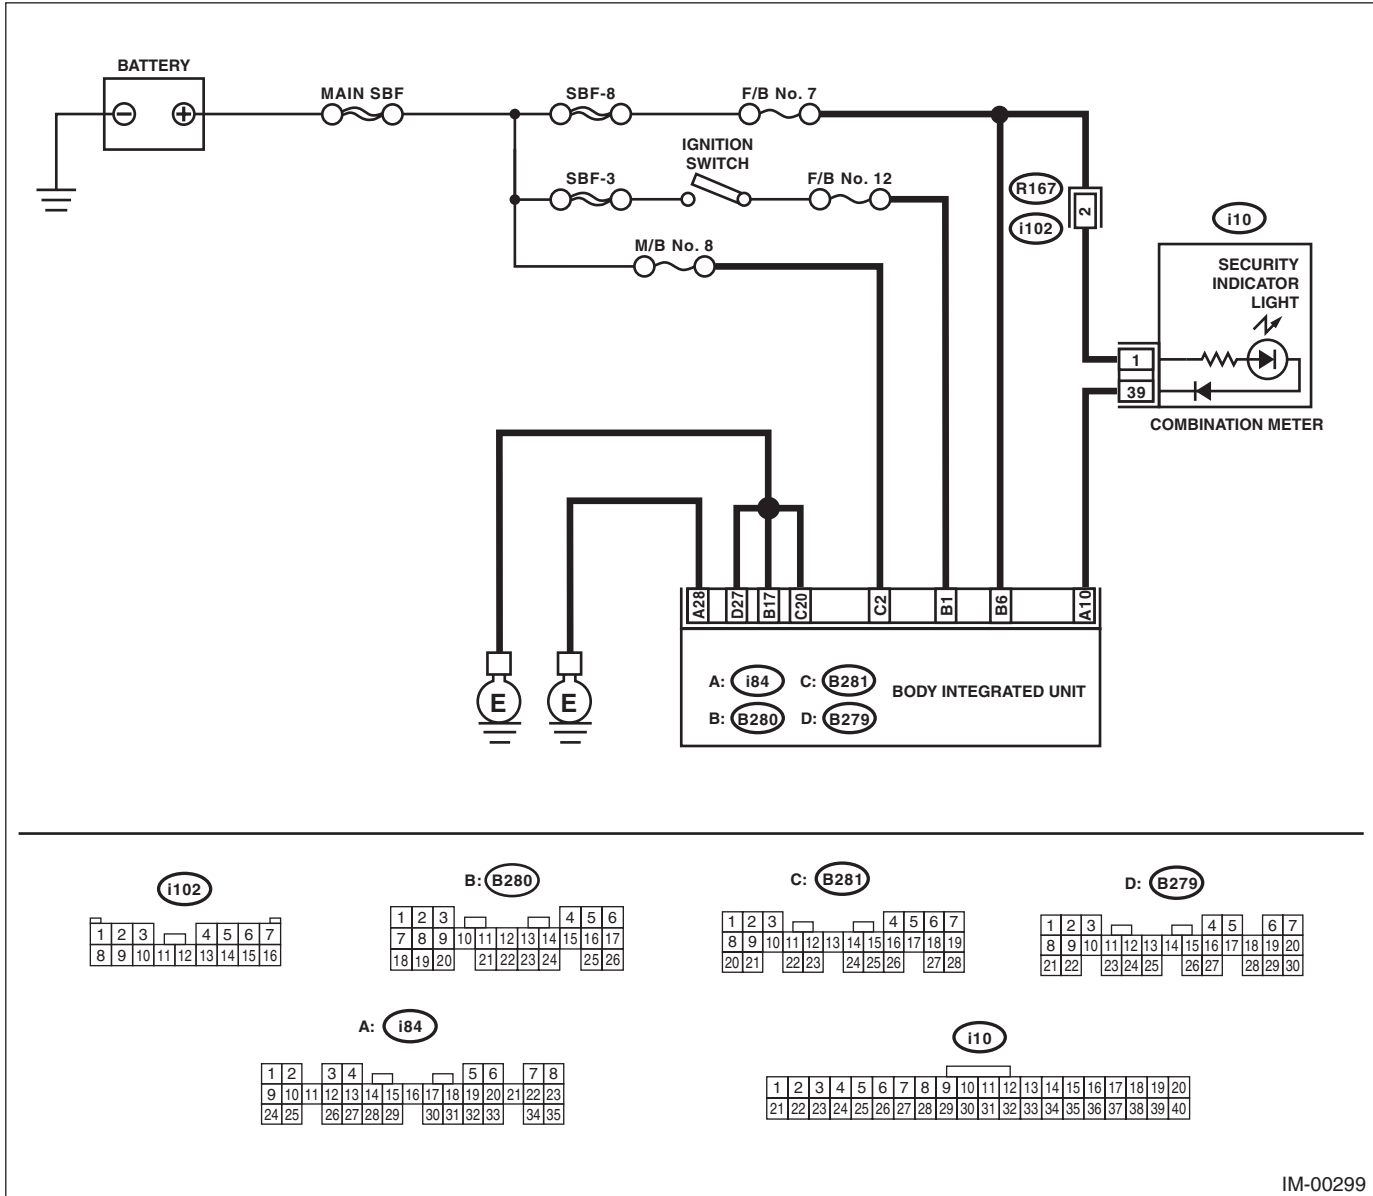 BATTERY
MAIN SBF
SBF-8
F/B No. 7
IGNITION
SWITCH
SBF-3
F/B No. 12
M/B No. 8
R167
i102
2
i10
SECURITY
INDICATOR
LIGHT
1
39
COMBINATION METER
A28 D27 B17 C20 C2 B1 B6 A10
E E
A: i84 C: B281
B: B280 D: B279
BODY INTEGRATED UNIT
i102
1 2 3 4 5 6 7
8 9 10 11 12 13 14 15 16
B: B280
1 2 3 4 5 6
7 8 9 10 11 12 13 14 15 16 17
18 19 20 21 22 23 24 25 26
C: B281
1 2 3 4 5 6 7
8 9 10 11 12 13 14 15 16 17 18 19
20 21 22 23 24 25 26 27 28
D: B279
1 2 3 4 5 6 7
8 9 10 11 12 13 14 15 16 17 18 19 20
21 22 23 24 25 26 27 28 29 30
A: i84
1 2 3 4 5 6 7 8
9 10 11 12 13 14 15 16 17 18 19 20 21 22 23
24 25 26 27 28 29 30 31 32 33 34 35
i10
1 2 3 4 5 6 7 8 9 10 11 12 13 14 15 16 17 18 19 20
21 22 23 24 25 26 27 28 29 30 31 32 33 34 35 36 37 38 39 40
IM-00299